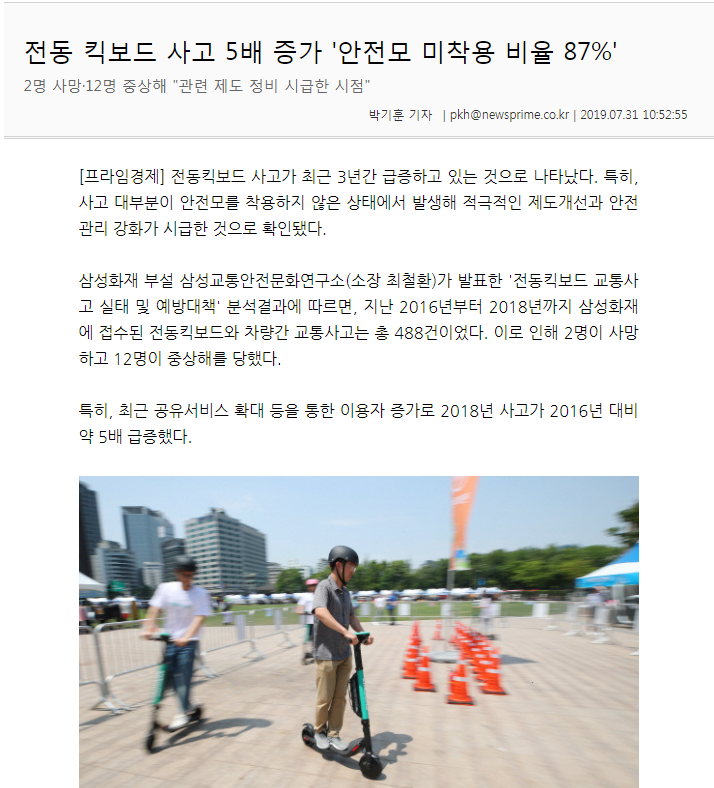 전동 킥보드 사고 5배 증가 '안전모 미착용 비율 87%'
2명 사망·12명 중상해 "관련 제도 정비 시급한 시점"
박기훈 기자 | pkh@newsprime.co.kr | 2019.07.31 10:52:55
[프라임경제] 전동킥보드 사고가 최근 3년간 급증하고 있는 것으로 나타났다. 특히,
사고 대부분이 안전모를 착용하지 않은 상태에서 발생해 적극적인 제도개선과 안전
관리 강화가 시급한 것으로 확인됐다.
삼성화재 부설 삼성교통안전문화연구소(소장 최철환)가 발표한 '전동킥보드 교통사
고 실태 및 예방대책' 분석결과에 따르면, 지난 2016년부터 2018년까지 삼성화재
에 접수된 전동킥보드와 차량간 교통사고는 총 488건이었다. 이로 인해 2명이 사망
하고 12명이 중상해를 당했다.
특히, 최근 공유서비스 확대 등을 통한 이용자 증가로 2018년 사고가 2016년 대비
약 5배 급증했다.